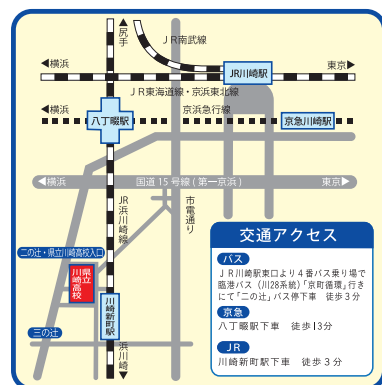 ▲尻手
ＪＲ南武線
◀横浜
JR川崎駅
東京▶
ＪＲ東海道線・京浜東北線
◀横浜
京浜急行線
八丁畷駅
京急川崎駅
◀横浜
国道15号線(第一京浜)
東京▶
JR浜川崎線
市電通り
二の辻・県立川崎高校入口
県立川崎高校
川崎新町駅
三の辻
浜川崎▼
交通アクセス
バス
ＪＲ川崎駅東口より４番バス乗り場で
臨港バス（川28系統）「京町循環」行き
にて「二の辻」バス停下車　徒歩３分
京急
八丁畷駅下車　徒歩13分
ＪＲ
川崎新町駅下車　徒歩３分